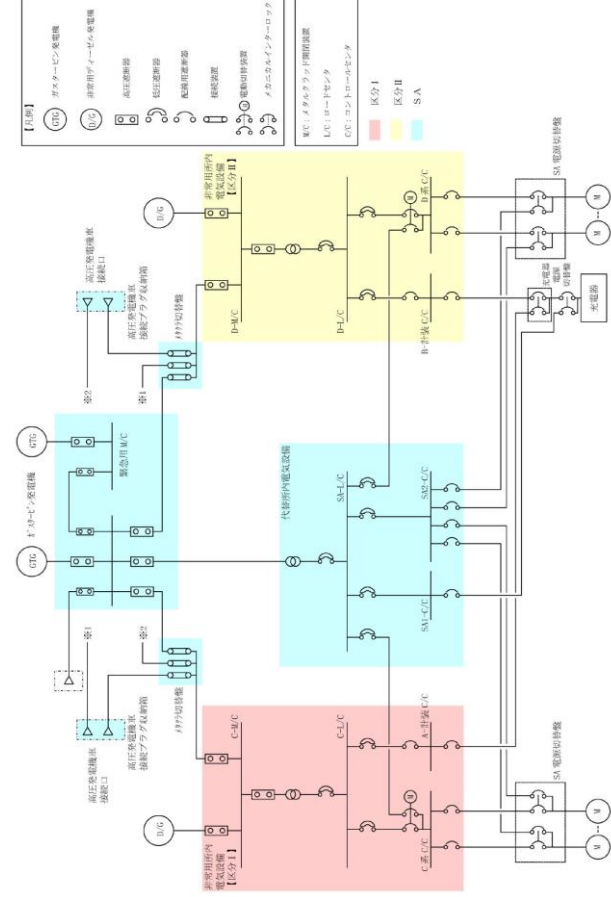 【凡例】
GTG
ガスタービン発電機
D/G
非常用ディーゼル発電機
高圧遮断器
低圧遮断器
配線用遮断器
接続装置
M
電動切替装置
メカニカルインターロック
M/C：メタルクラッド開閉装置
L/C：ロードセンタ
C/C：コントロールセンタ
区分Ⅰ
区分Ⅱ
SA
ｶﾞｽﾀｰﾋﾞﾝ発電機
GTG
GTG
緊急用 M/C
高圧発電機車
接続口
高圧発電機車
接続プラグ収納箱
※1
※2
ﾒﾀｸﾗ切替盤
高圧発電機車
接続口
高圧発電機車
接続プラグ収納箱
※2
※1
ﾒﾀｸﾗ切替盤
D/G
非常用所内
電気設備
【区分Ⅰ】
C-M/C
C-L/C
M
C系 C/C
A-計装 C/C
代替所内電気設備
SA-L/C
SA1-C/C
SA2-C/C
D/G
非常用所内
電気設備
【区分Ⅱ】
D-M/C
D-L/C
M
B-計装 C/C
D系 C/C
SA 電源切替盤
M
M
充電器
電源
切替盤
充電器
SA 電源切替盤
M
M